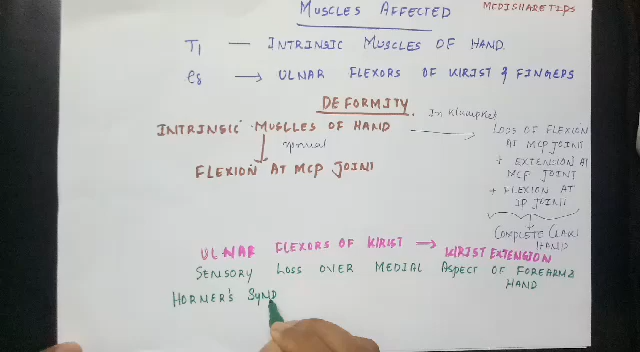 MUSCLES AFFECTED
MEDISHARETIPS
T1 — INTRINSIC MUSCLES OF HAND.
C8 → ULNAR FLEXORS OF WRIST & FINGERS
DEFORMITY.
In Klumpke's
INTRINSIC MUSCLES OF HAND
normal
FLEXION AT MCP JOINT
LOSS OF FLEXION
AT MCP JOINT
+ EXTENSION AT
MCP JOINT
+ FLEXION AT
IP JOINT
COMPLETE CLAW
HAND
ULNAR FLEXORS OF WRIST → WRIST EXTENSION
SENSORY LOSS OVER MEDIAL ASPECT OF FOREARM &
HAND
HORNER'S SYND